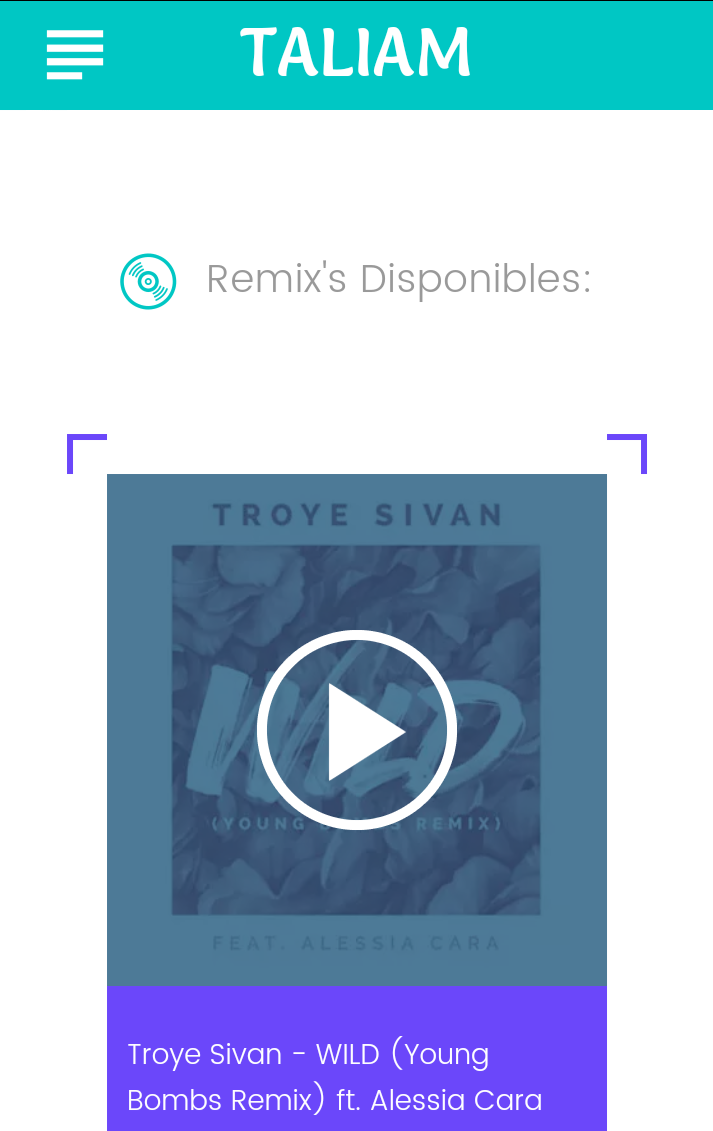 TALIAM
Remix's Disponibles:
TROYE SIVAN
WILD
(YOUNG BOMBS REMIX)
FEAT. ALESSIA CARA
Troye Sivan - WILD (Young
Bombs Remix) ft. Alessia Cara